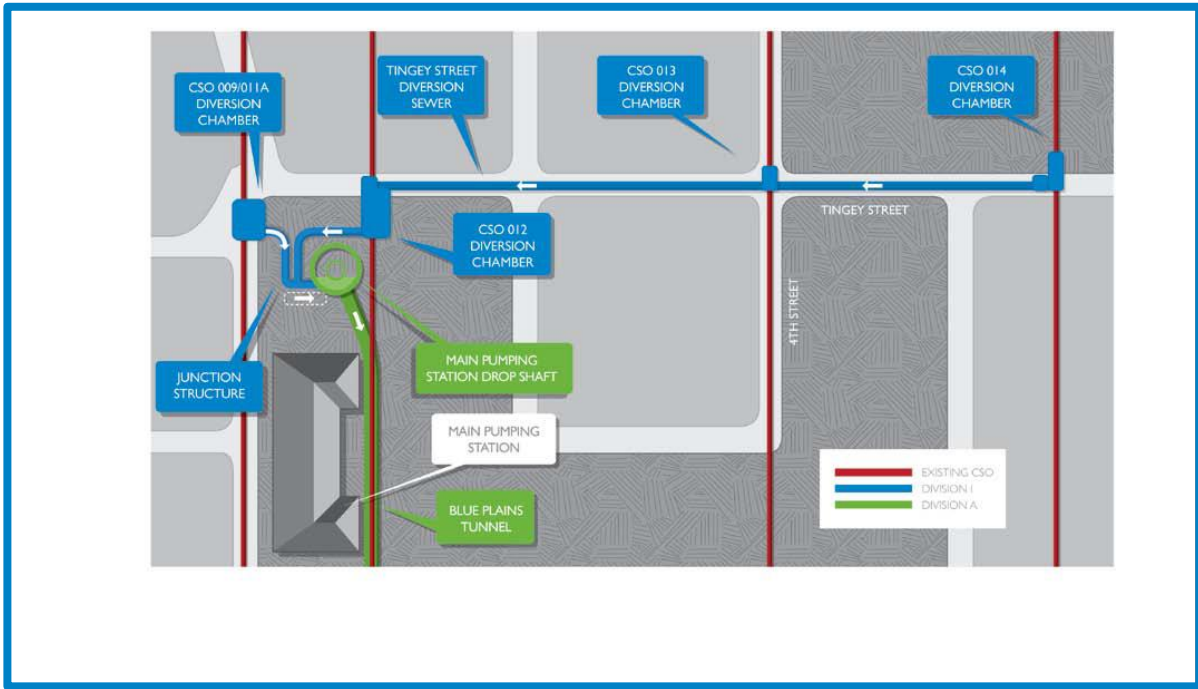 CSO 009/011A
DIVERSION
CHAMBER
TINGEY STREET
DIVERSION
SEWER
CSO 013
DIVERSION
CHAMBER
CSO 014
DIVERSION
CHAMBER
TINGEY STREET
CSO 012
DIVERSION
CHAMBER
4TH STREET
JUNCTION
STRUCTURE
MAIN PUMPING
STATION DROP SHAFT
MAIN PUMPING
STATION
BLUE PLAINS
TUNNEL
EXISTING CSO
DIVISION I
DIVISION A